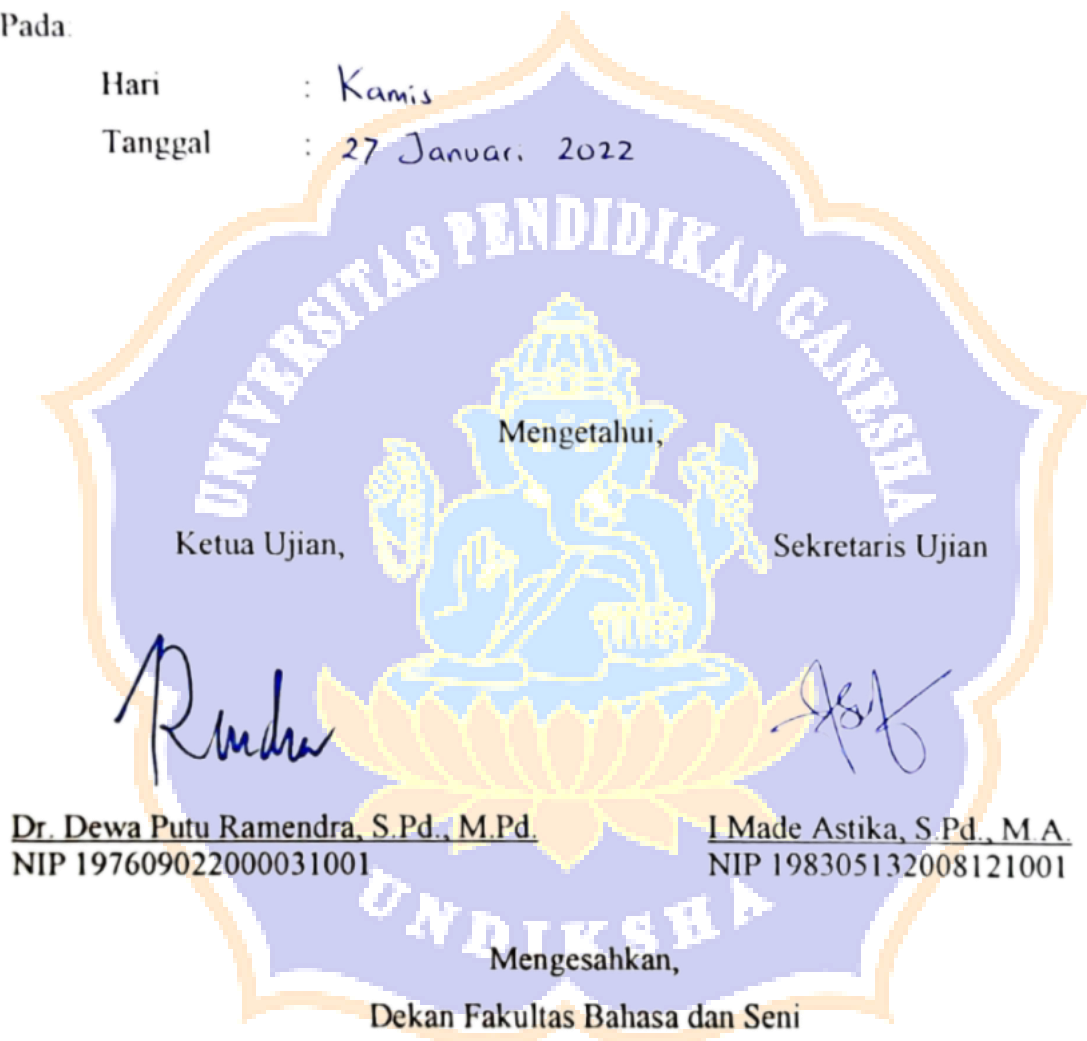 Pada:
Hari : Kamis
Tanggal : 27 Januari 2022
UNIVERSITAS PENDIDIKAN GANESHA
Mengetahui,
Ketua Ujian,
Sekretaris Ujian
Dr. Dewa Putu Ramendra, S.Pd., M.Pd.
NIP 197609022000031001
I Made Astika, S.Pd., M.A.
NIP 198305132008121001
UNDIKSHA
Mengesahkan,
Dekan Fakultas Bahasa dan Seni